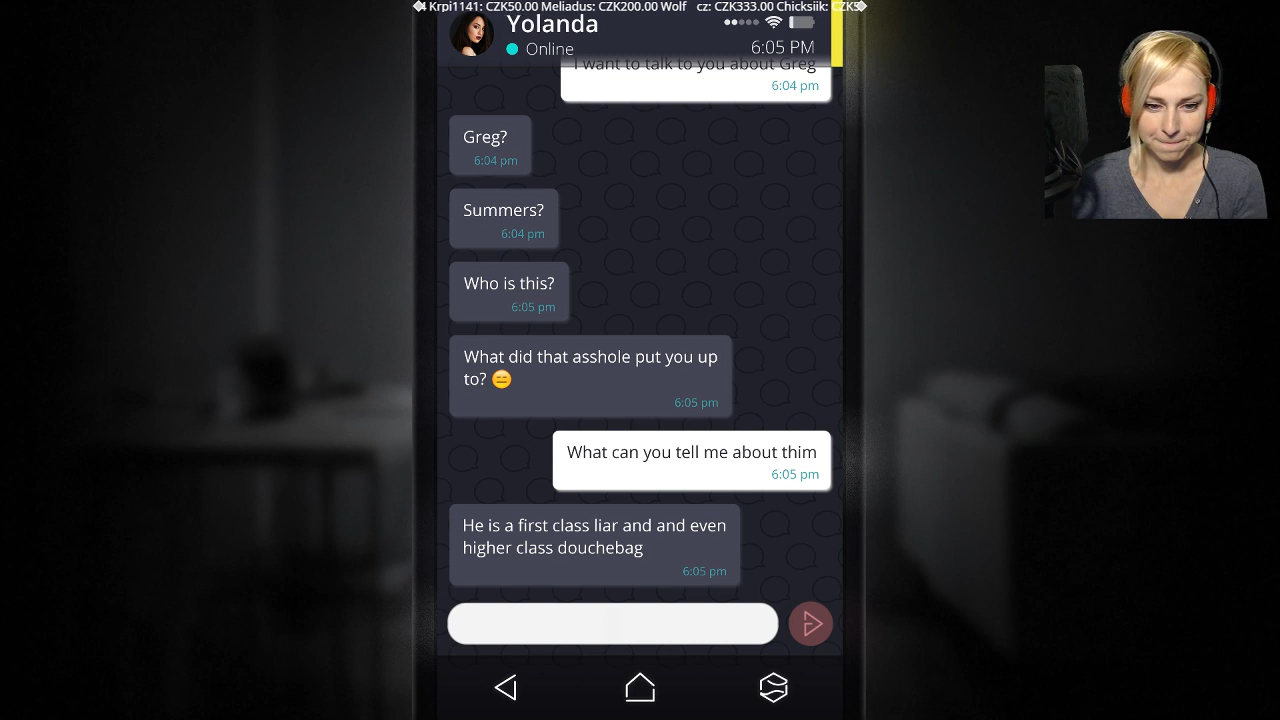 4 Krpi1141: CZK50.00 Meliadus: CZK200.00 Wolf cz: CZK333.00 Chicksiik: CZK5
Yolanda
Online
6:05 PM
I want to talk to you about Greg
6:04 pm
Greg?
6:04 pm
Summers?
6:04 pm
Who is this?
6:05 pm
What did that asshole put you up
to? 😑
6:05 pm
What can you tell me about thim
6:05 pm
He is a first class liar and and even
higher class douchebag
6:05 pm